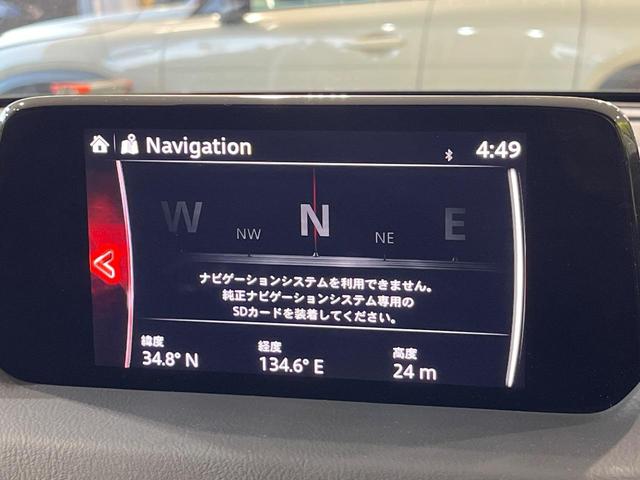 Navigation
4:49
W NW N NE E
ナビゲーションシステムを利用できません。
純正ナビゲーションシステム専用の
SDカードを装着してください。
緯度 経度 高度
34.8° N 134.6° E 24 m